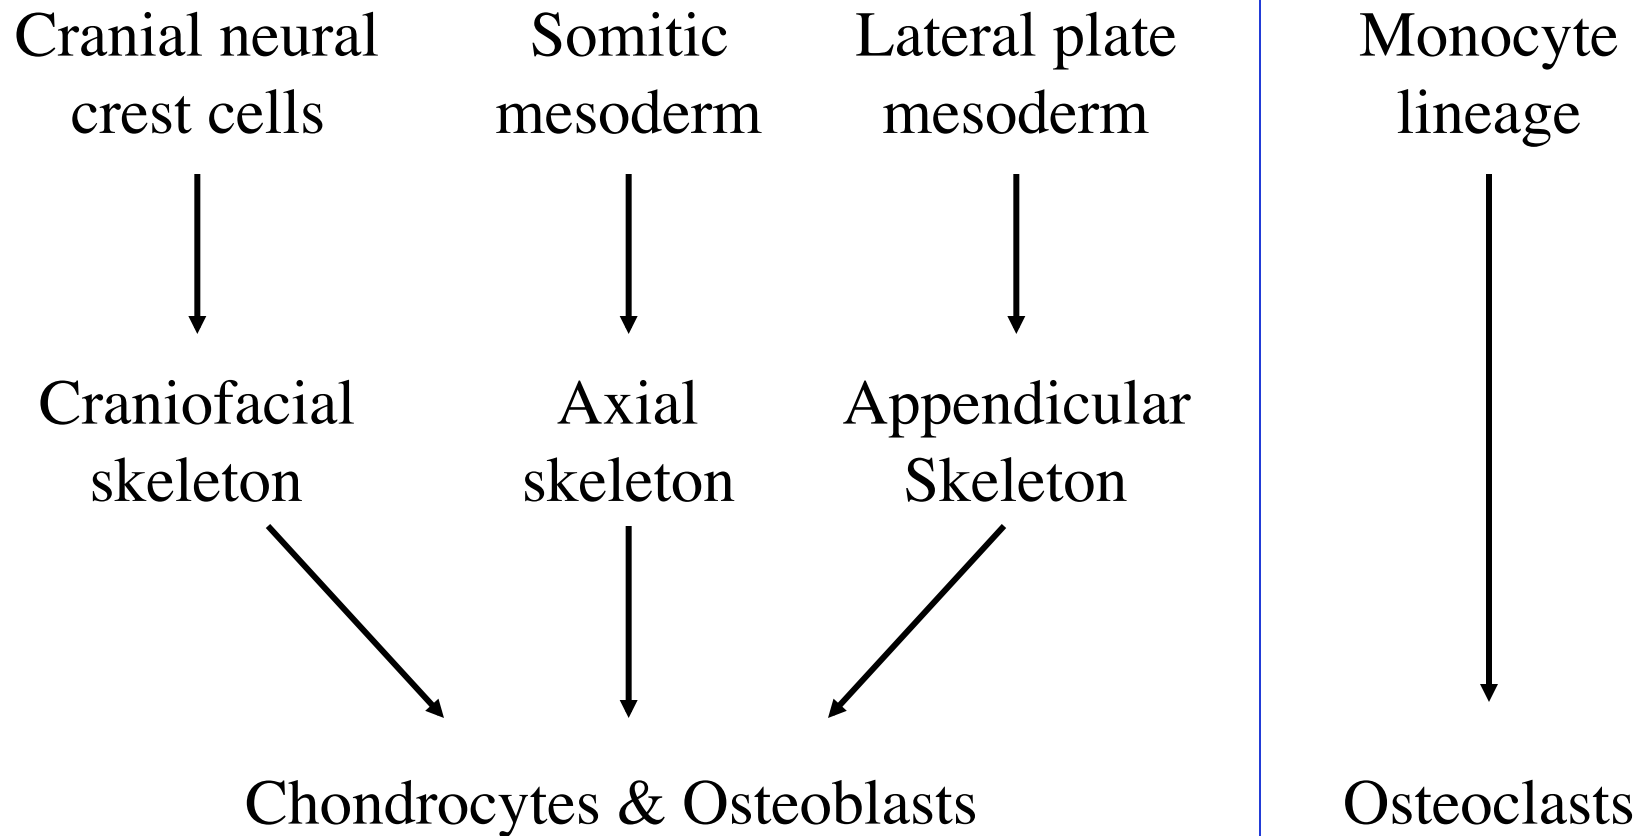 Cranial neural
crest cells
Somitic
mesoderm
Lateral plate
mesoderm
Monocyte
lineage
Craniofacial
skeleton
Axial
skeleton
Appendicular
Skeleton
Chondrocytes & Osteoblasts
Osteoclasts